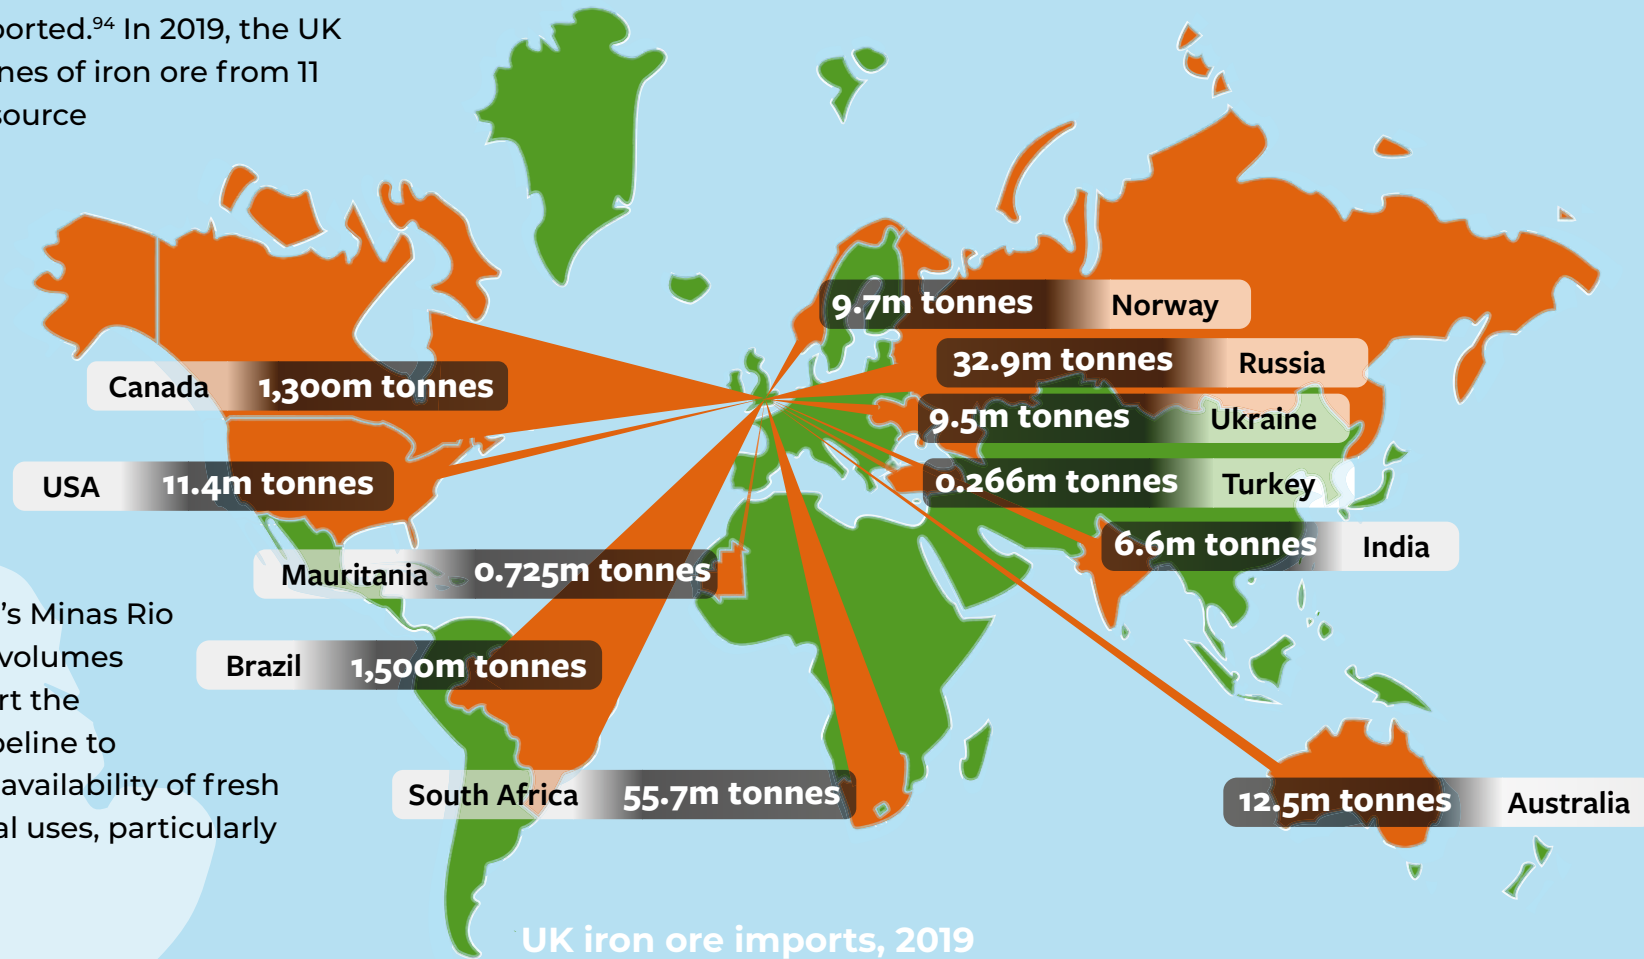 ported.94 In 2019, the UK
nes of iron ore from 11
source
9.7m tonnes Norway
32.9m tonnes Russia
Canada 1,300m tonnes
9.5m tonnes Ukraine
USA 11.4m tonnes
0.266m tonnes Turkey
6.6m tonnes India
Mauritania 0.725m tonnes
's Minas Rio
volumes
Brazil 1,500m tonnes
rt the
peline to
availability of fresh
South Africa 55.7m tonnes
12.5m tonnes Australia
al uses, particularly
UK iron ore imports, 2019